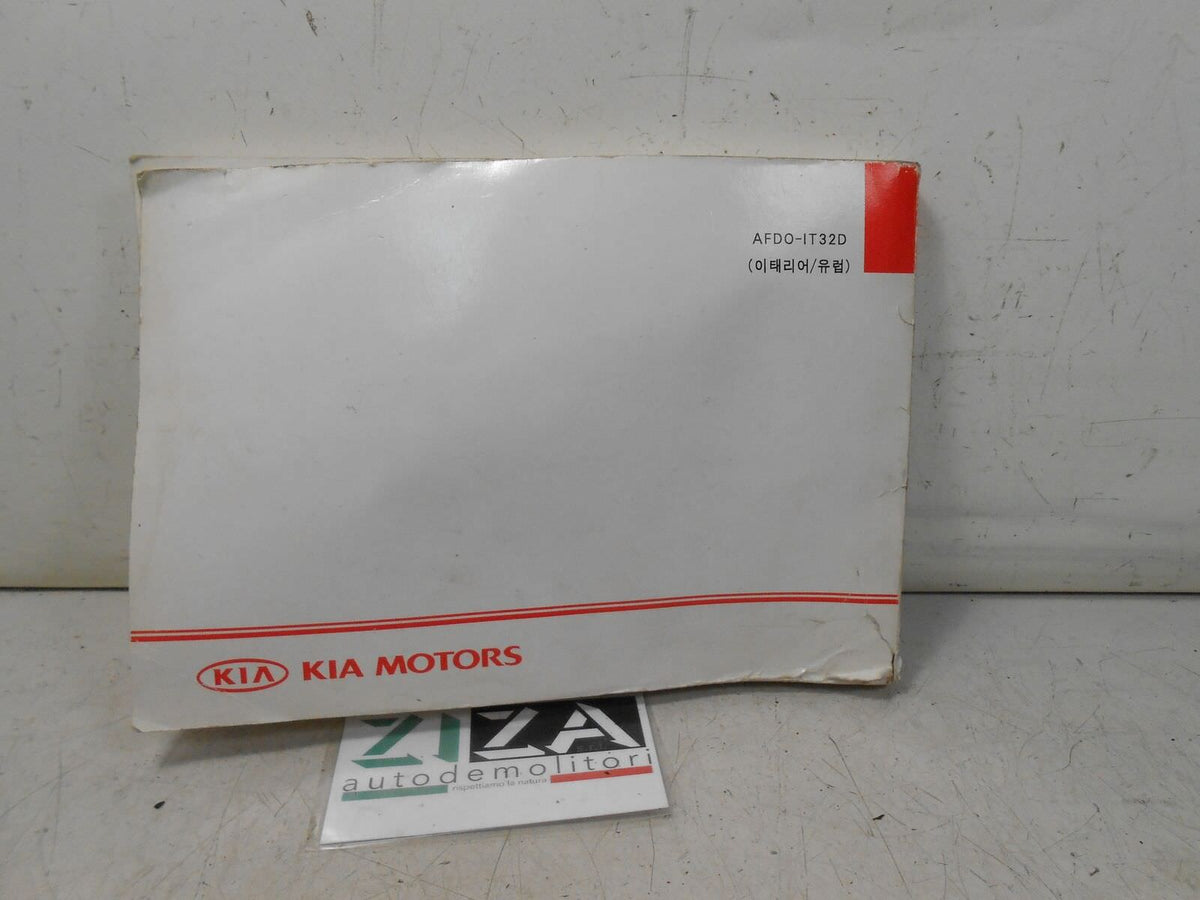 AFDO-IT32D
(이태리어/유럽)
KIA KIA MOTORS
ZA
s.r.l.
autodemolitori
rispettiamo la natura